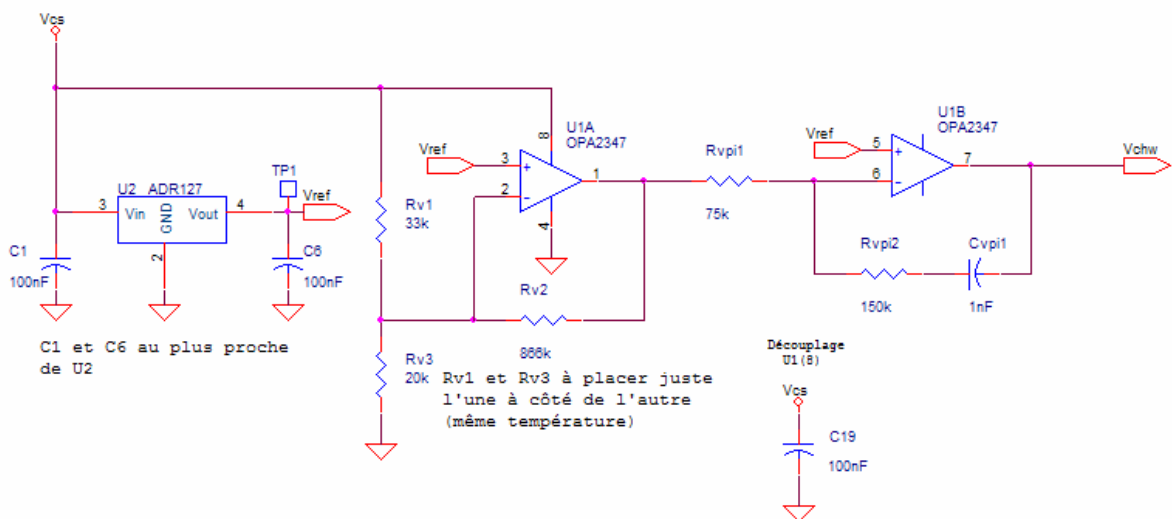 Vcs
U1A
OPA2347
8
Vref
3
+
2
-
1
4
Rvpi1
75k
U1B
OPA2347
Vref
5
+
6
-
7
Vchw
TP1
U2 ADR127
Vref
3
Vin
GND
Vout
4
2
C1
100nF
C6
100nF
Rv1
33k
Rv2
866k
Rv3
20k
Rvpi2
150k
Cvpi1
1nF
C1 et C6 au plus proche
de U2
Rv1 et Rv3 à placer juste
l'une à côté de l'autre
(même température)
Découplage
U1(8)
Vcs
C19
100nF